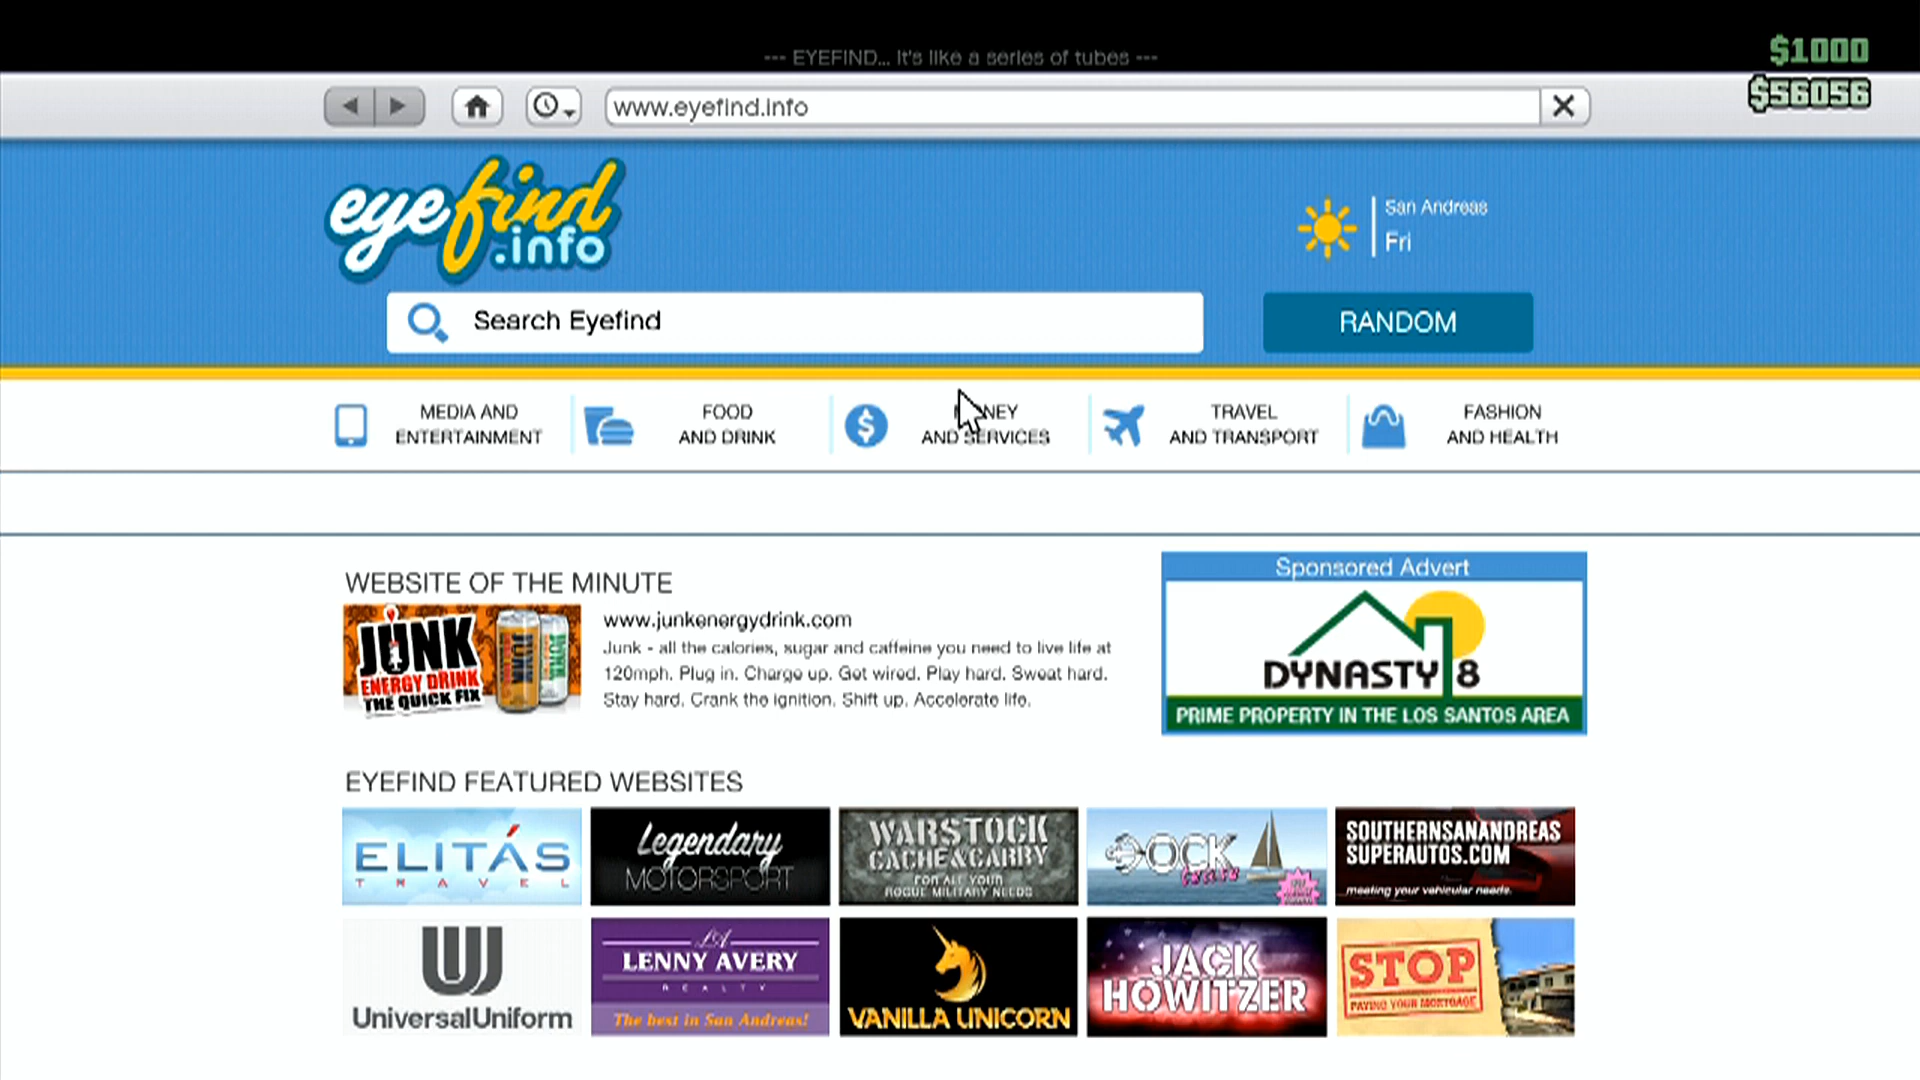 --- EYEFIND... It's like a series of tubes ---
$1000
$56056
www.eyefind.info
eyefind
.info
San Andreas
Fri
Search Eyefind
RANDOM
MEDIA AND
ENTERTAINMENT
FOOD
AND DRINK
AND SERVICES
TRAVEL
AND TRANSPORT
FASHION
AND HEALTH
WEBSITE OF THE MINUTE
JUNK
ENERGY DRINK
THE QUICK FIX
www.junkenergydrink.com
Junk - all the calories, sugar and caffeine you need to live life at
120mph. Plug in. Charge up. Get wired. Play hard. Sweat hard.
Stay hard. Crank the ignition. Shift up. Accelerate life.
Sponsored Advert
DYNASTY 8
PRIME PROPERTY IN THE LOS SANTOS AREA
EYEFIND FEATURED WEBSITES
ELITÁS
TRAVEL
Legendary
MOTORSPORT
WARSTOCK
CACHE & CARRY
FOR ALL YOUR
ROGUE MILITARY NEEDS
DOCK
SOUTHERNSANANDREAS
SUPERAUTOS.COM
meeting your vehicular needs.
UniversalUniform
LA
LENNY AVERY
REALTY
The best in San Andreas!
VANILLA UNICORN
JACK
HOWITZER
STOP
PAYING YOUR MORTGAGE